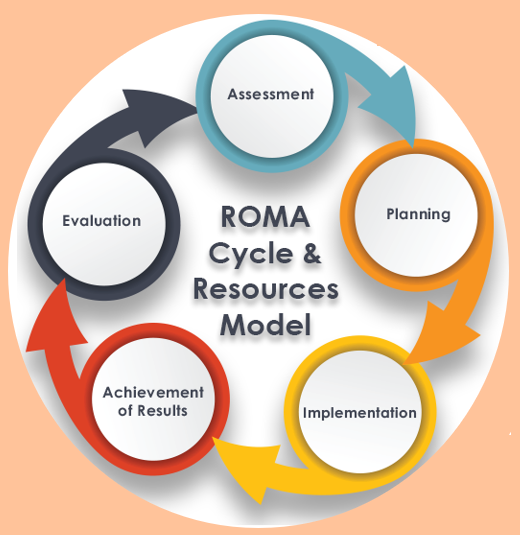 Assessment
Planning
Implementation
Achievement
of Results
Evaluation
ROMA
Cycle &
Resources
Model